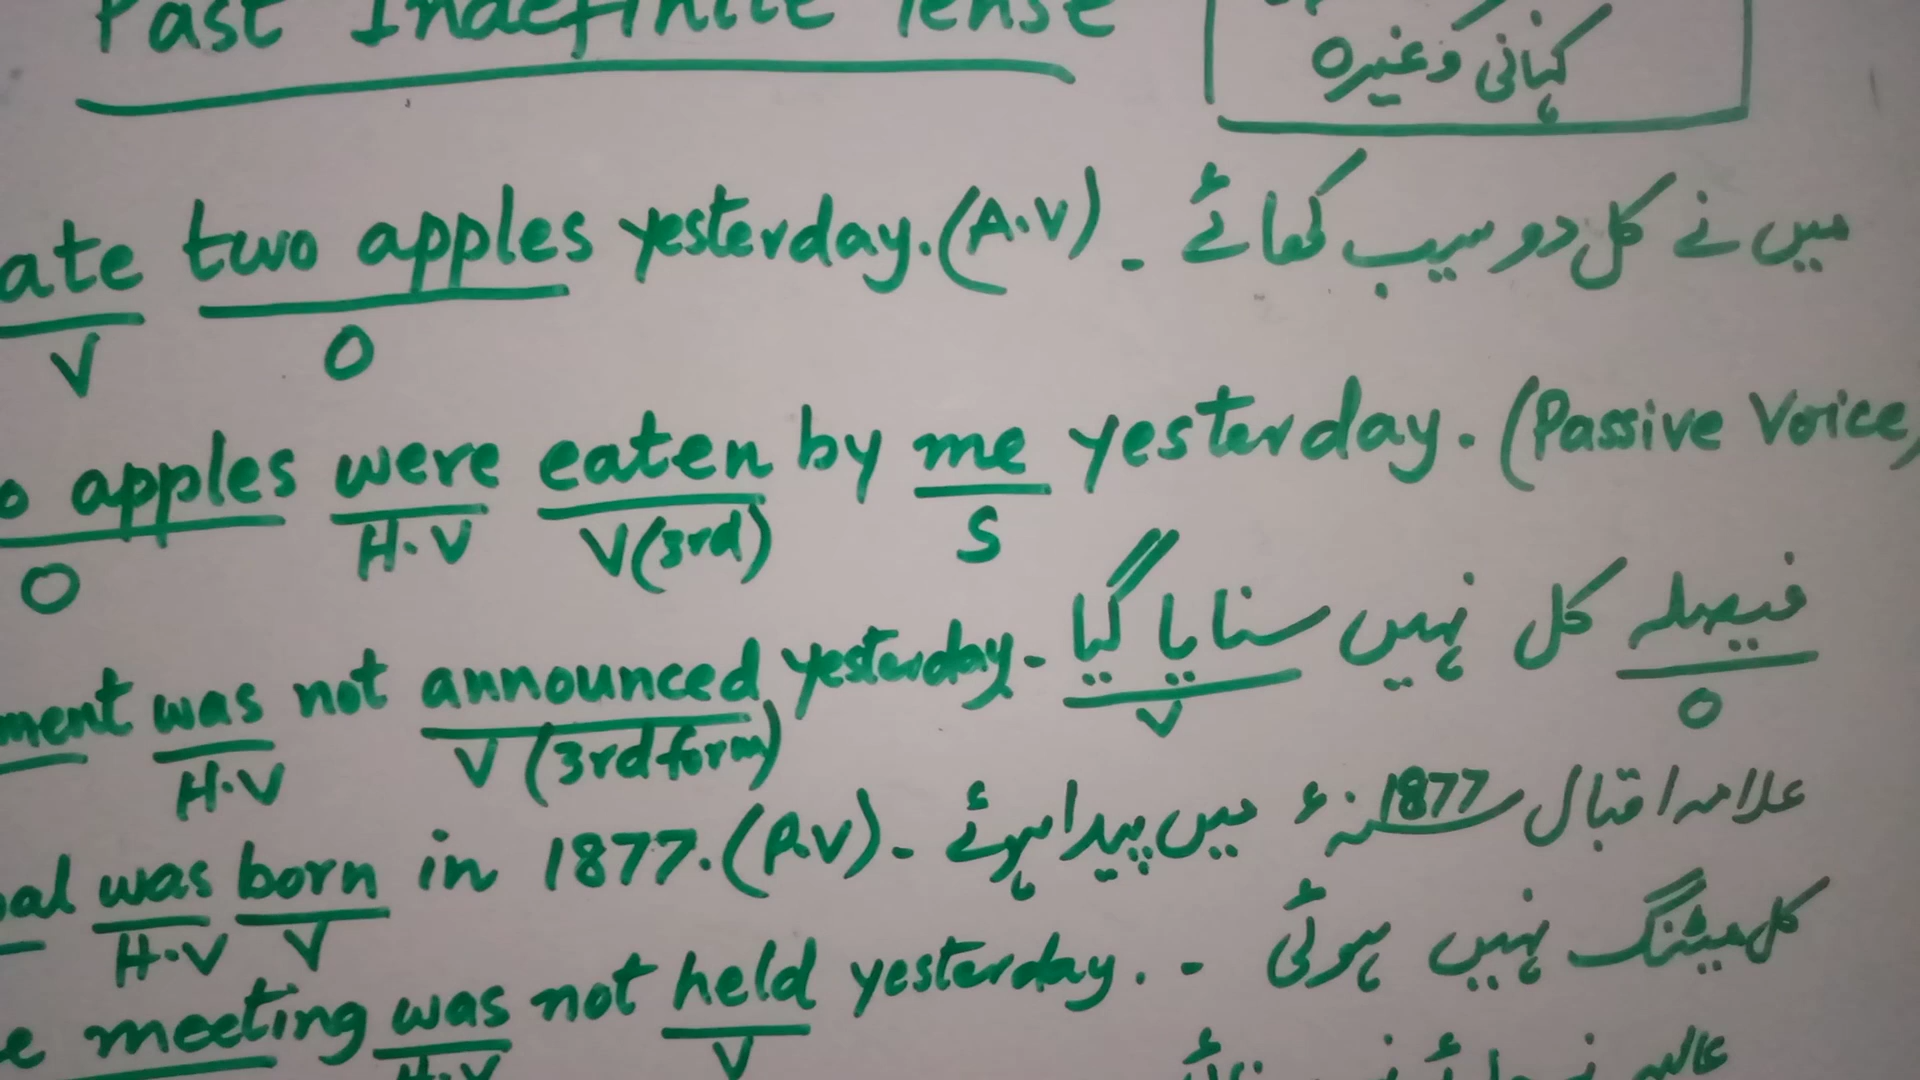 Past Indefinite Tense
کہانی وغیرہ
ate two apples yesterday. (A.V) میں نے کل دو سیب کھائے ۔
V O
o apples were eaten by me yesterday. (Passive Voice)
O H.V V(3rd) S
ment was not announced yesterday. فیصلہ کل نہیں سنایا گیا
H.V V (3rd form) V O
al was born in 1877. (P.V) علامہ اقبال 1877ء میں پیدا ہوئے ۔
H.V V
e meeting was not held yesterday. کل میٹنگ نہیں ہوئی ۔
H.V V